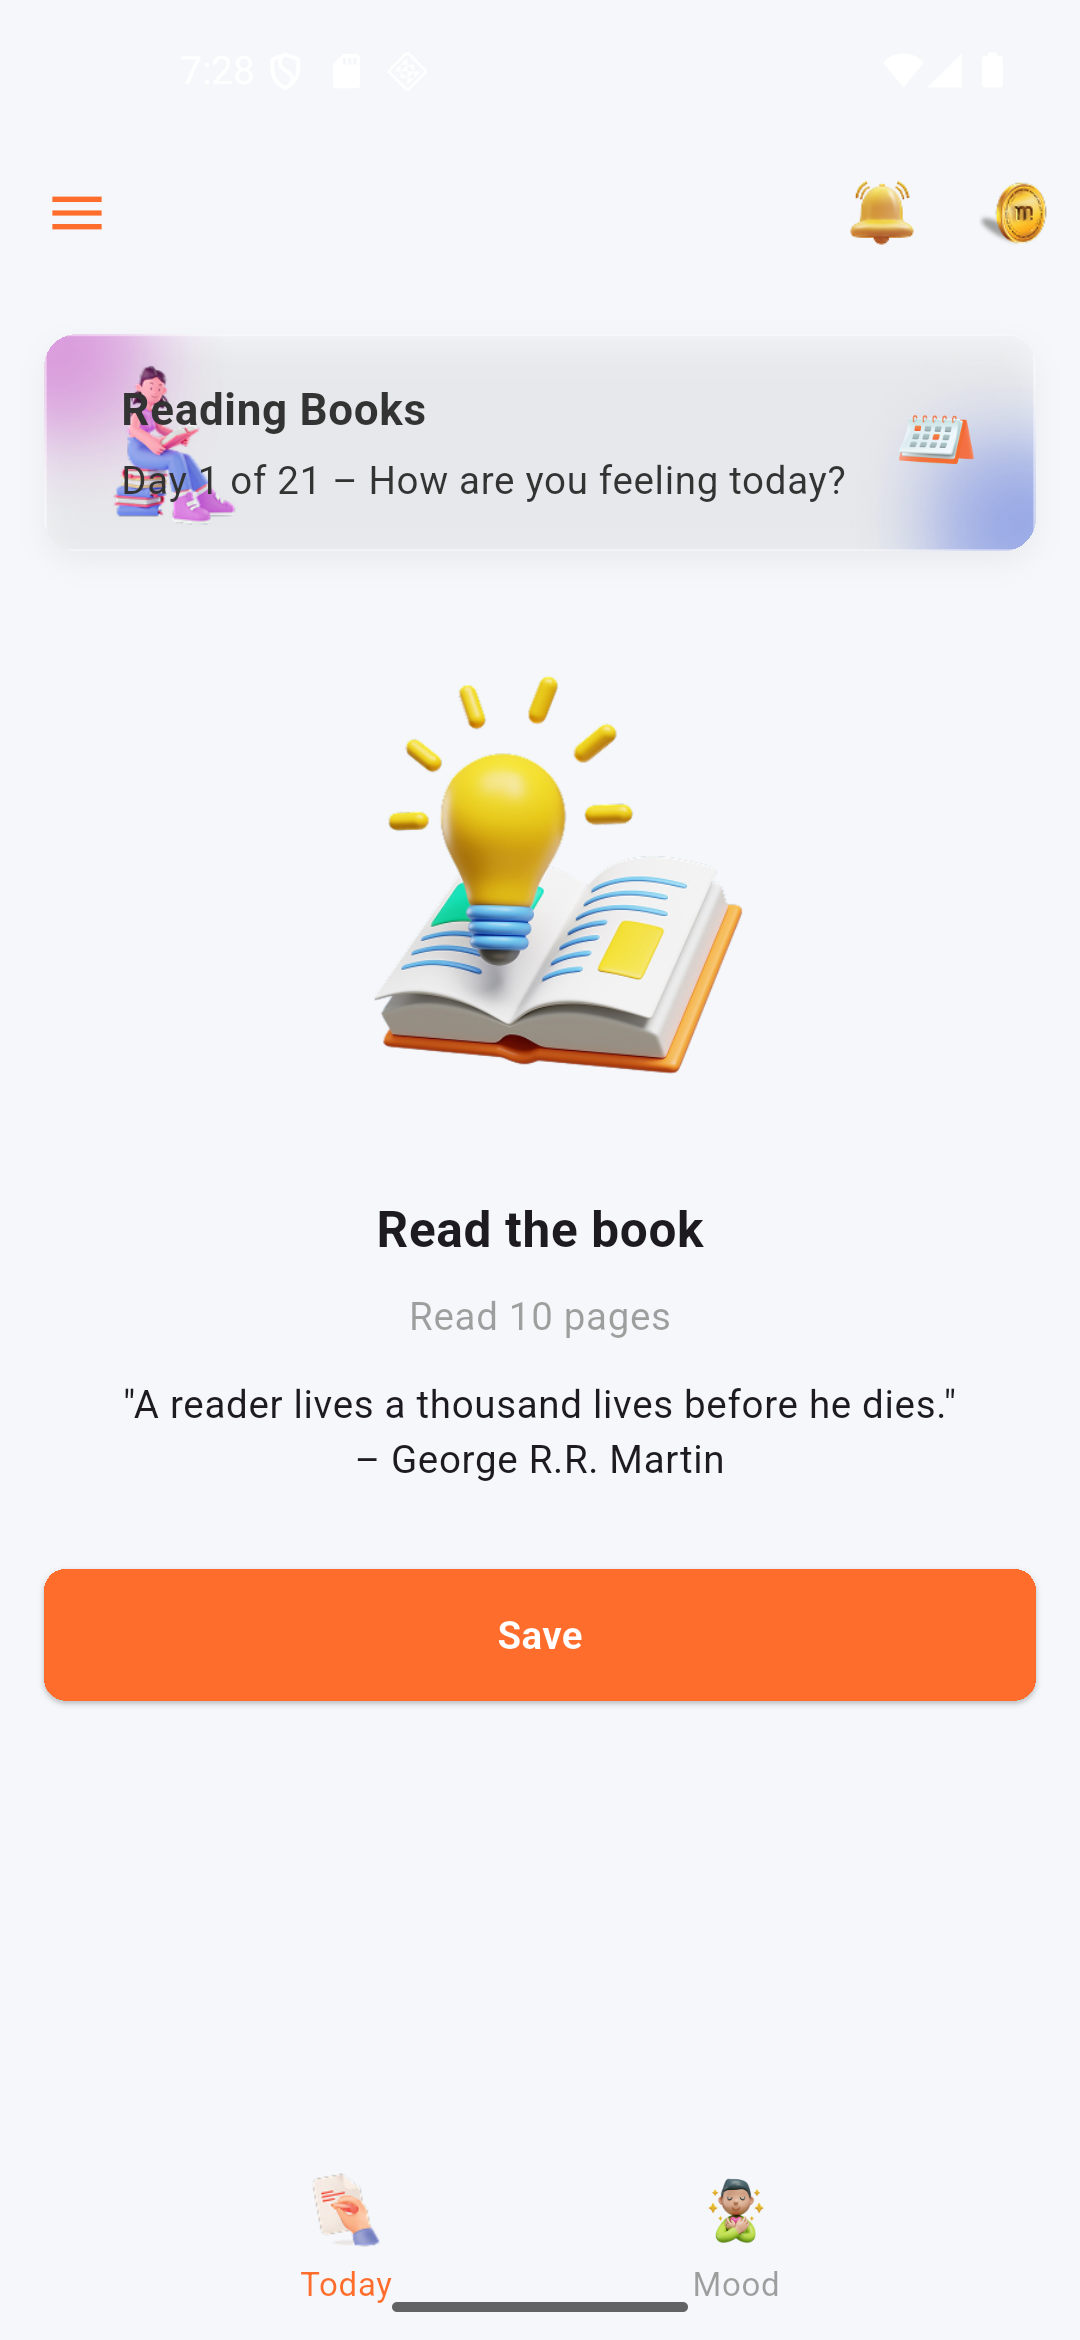 7:28
m
Reading Books
Day 1 of 21 – How are you feeling today?
Read the book
Read 10 pages
"A reader lives a thousand lives before he dies."
– George R.R. Martin
Save
Today
Mood